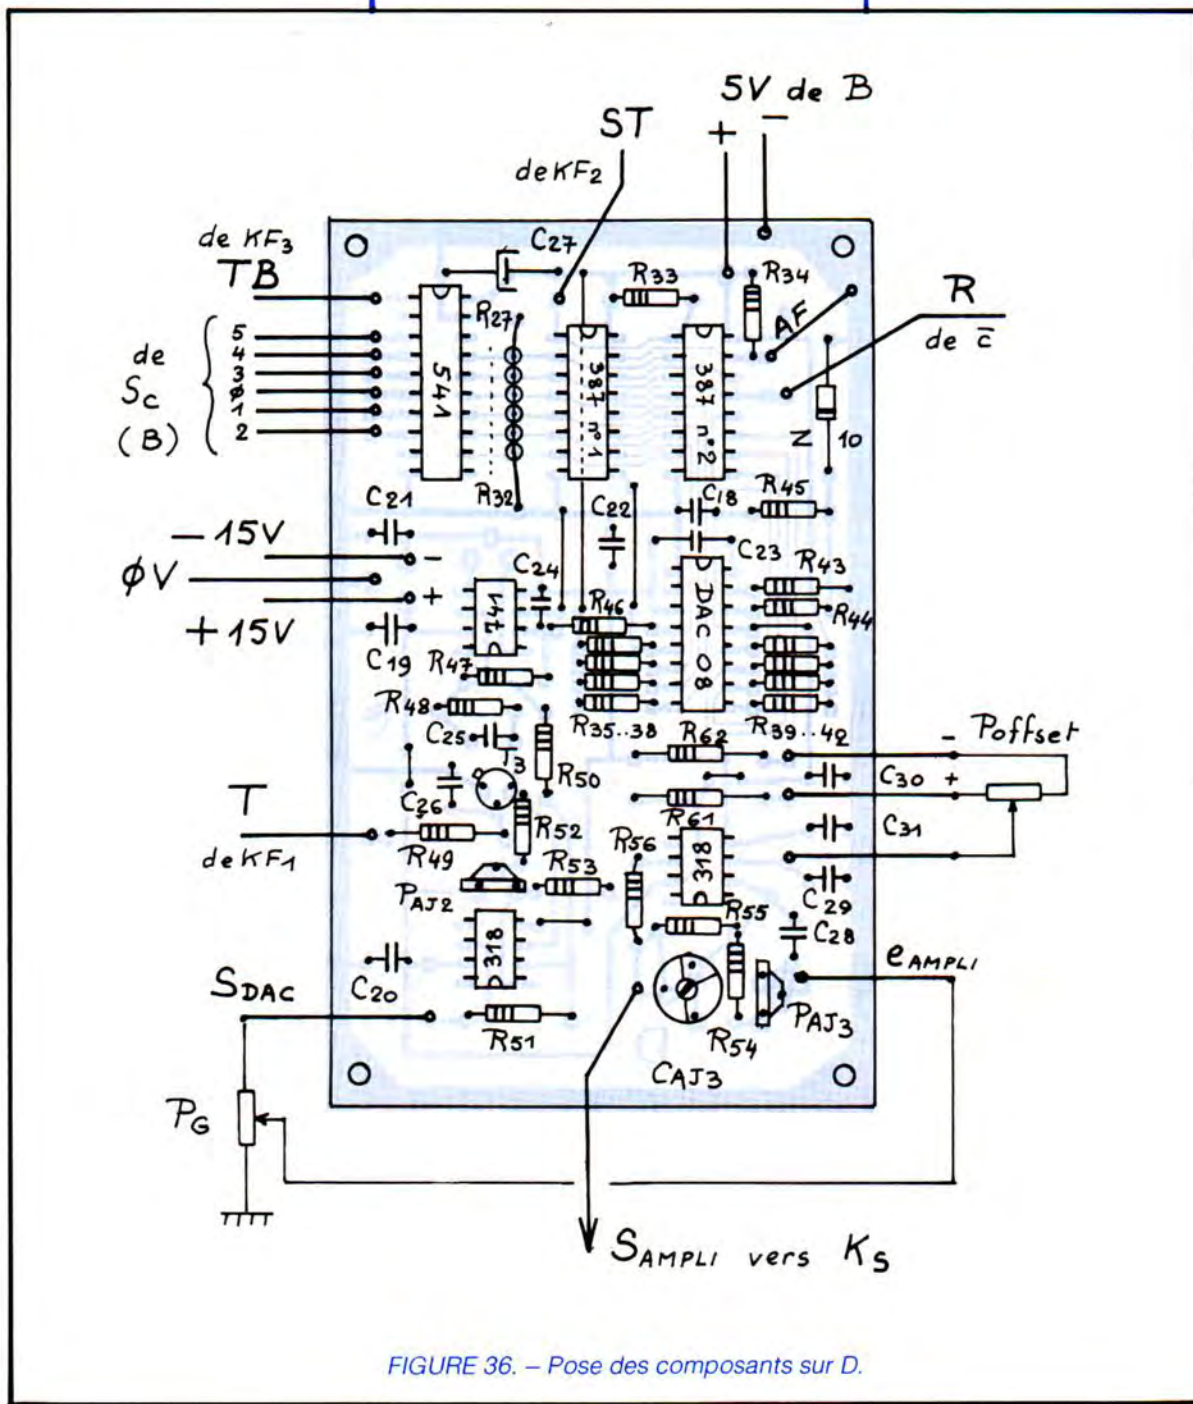 5V de B
+ −
ST
de KF2
de KF3
TB
C27
R33
R34
AF
R
de c̄
R27
5
4
3
ø
1
2
de
Sc
(B)
541
387 n°1
387 n°2
Z 10
R32
C21
C22
C18
R45
− 15V
−
C23
ØV
C24
R43
+
741
DAC 08
+ 15V
R46
R44
C19
R47
R48
R35..38
R39..42
C25
T3
R62
−
Poffset
R50
C30
+
T
C26
R61
C31
de KF1
R49
R52
R56
318
PAJ2
R53
C29
R55
C28
318
eAMPLI
SDAC
C20
R51
R54
PAJ3
CAJ3
PG
SAMPLI vers KS
FIGURE 36. – Pose des composants sur D.